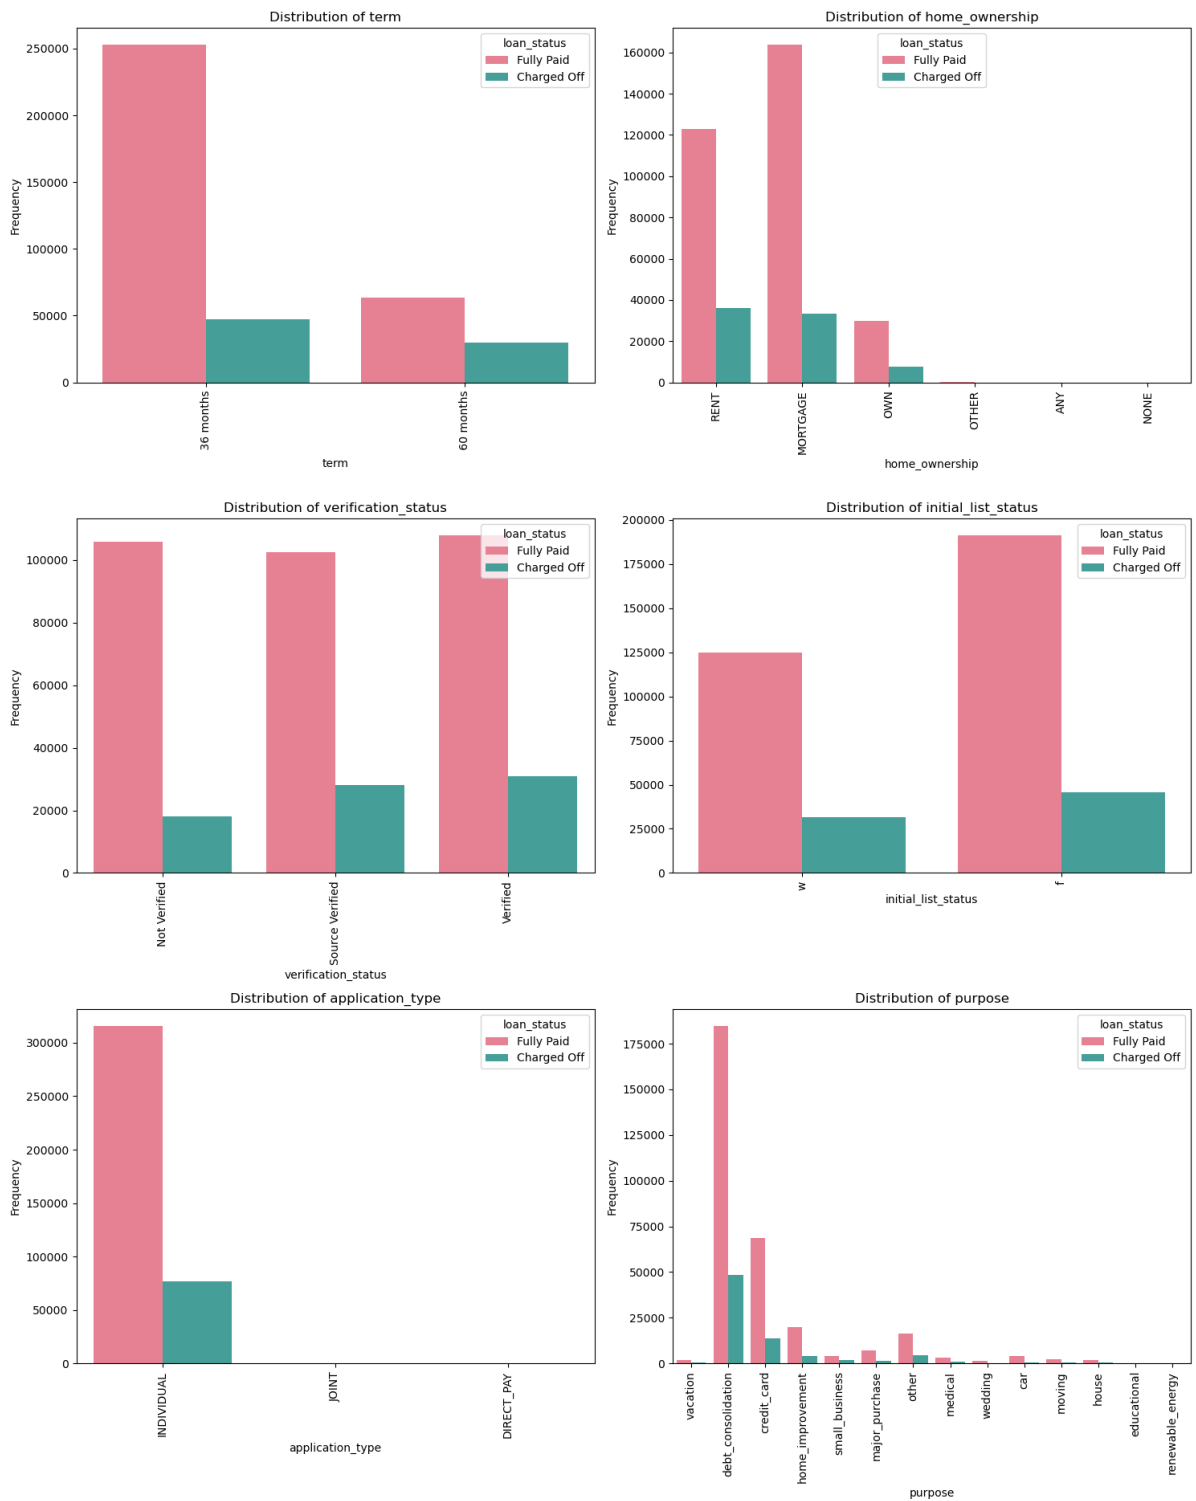 Distribution of term
250000
200000
150000
100000
50000
0
Frequency
loan_status
Fully Paid
Charged Off
36 months
60 months
term
Distribution of home_ownership
160000
140000
120000
100000
80000
60000
40000
20000
0
Frequency
loan_status
Fully Paid
Charged Off
RENT
MORTGAGE
OWN
OTHER
ANY
NONE
home_ownership
Distribution of verification_status
100000
80000
60000
40000
20000
0
Frequency
loan_status
Fully Paid
Charged Off
Not Verified
Source Verified
Verified
verification_status
Distribution of initial_list_status
200000
175000
150000
125000
100000
75000
50000
25000
0
Frequency
loan_status
Fully Paid
Charged Off
w
f
initial_list_status
Distribution of application_type
300000
250000
200000
150000
100000
50000
0
Frequency
loan_status
Fully Paid
Charged Off
INDIVIDUAL
JOINT
DIRECT_PAY
application_type
Distribution of purpose
175000
150000
125000
100000
75000
50000
25000
0
Frequency
loan_status
Fully Paid
Charged Off
vacation
debt_consolidation
credit_card
home_improvement
small_business
major_purchase
other
medical
wedding
car
moving
house
educational
renewable_energy
purpose